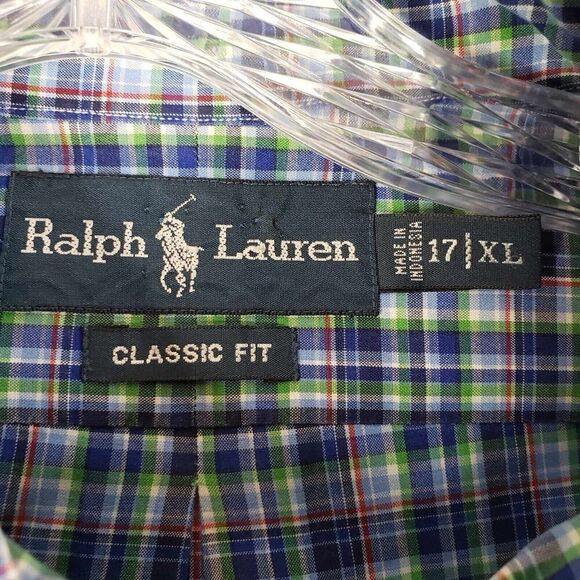 Ralph Lauren
MADE IN
INDONESIA
17 XL
CLASSIC FIT